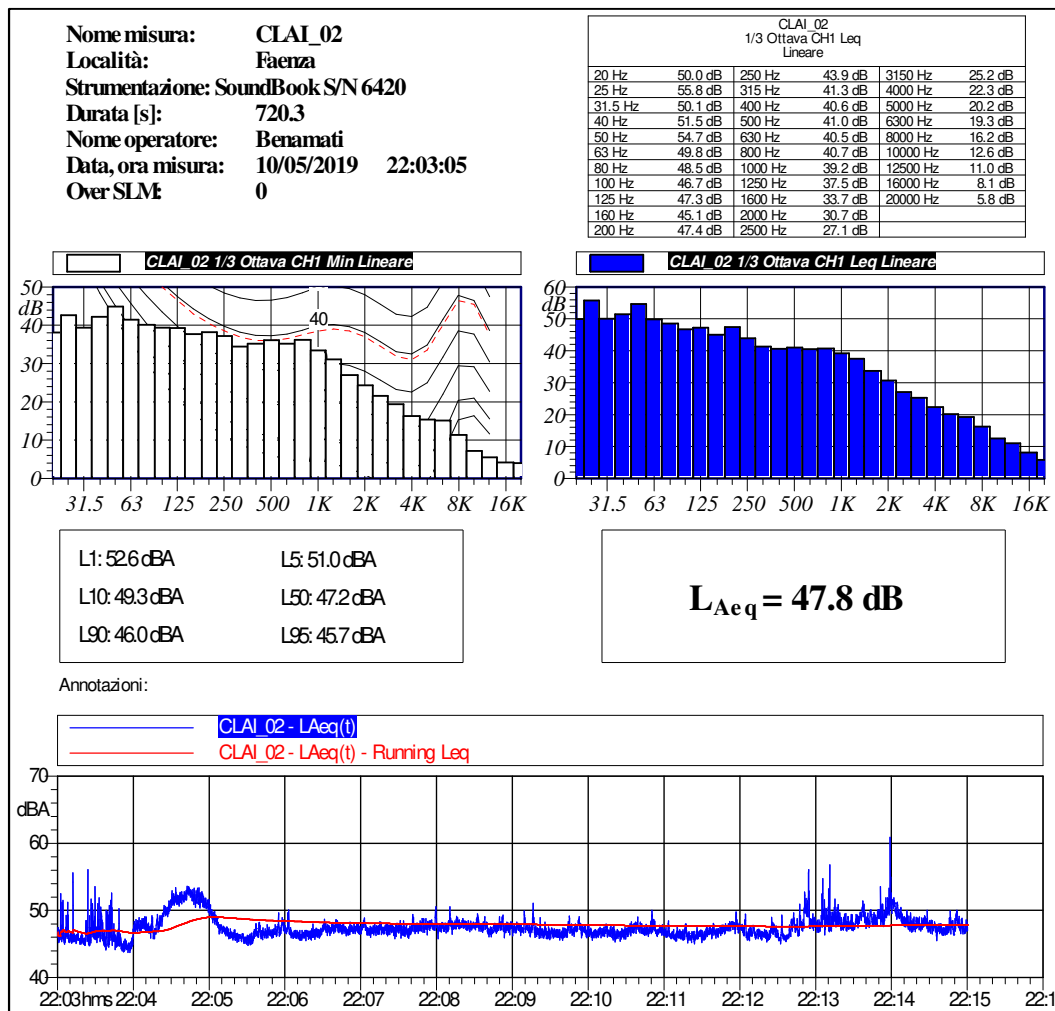 Nome misura: CLAI_02
Località: Faenza
Strumentazione: SoundBook S/N 6420
Durata [s]: 720.3
Nome operatore: Benamati
Data, ora misura: 10/05/2019 22:03:05
Over SLM: 0
CLAI_02
1/3 Ottava CH1 Leq
Lineare
20 Hz 50.0 dB 250 Hz 43.9 dB 3150 Hz 25.2 dB
25 Hz 55.8 dB 315 Hz 41.3 dB 4000 Hz 22.3 dB
31.5 Hz 50.1 dB 400 Hz 40.6 dB 5000 Hz 20.2 dB
40 Hz 51.5 dB 500 Hz 41.0 dB 6300 Hz 19.3 dB
50 Hz 54.7 dB 630 Hz 40.5 dB 8000 Hz 16.2 dB
63 Hz 49.8 dB 800 Hz 40.7 dB 10000 Hz 12.6 dB
80 Hz 48.5 dB 1000 Hz 39.2 dB 12500 Hz 11.0 dB
100 Hz 46.7 dB 1250 Hz 37.5 dB 16000 Hz 8.1 dB
125 Hz 47.3 dB 1600 Hz 33.7 dB 20000 Hz 5.8 dB
160 Hz 45.1 dB 2000 Hz 30.7 dB
200 Hz 47.4 dB 2500 Hz 27.1 dB
CLAI_02 1/3 Ottava CH1 Min Lineare
50
dB
40
30
20
10
0
40
31.5 63 125 250 500 1K 2K 4K 8K 16K
CLAI_02 1/3 Ottava CH1 Leq Lineare
60
dB
50
40
30
20
10
0
31.5 63 125 250 500 1K 2K 4K 8K 16K
L1: 52.6 dBA L5: 51.0 dBA
L10: 49.3 dBA L50: 47.2 dBA
L90: 46.0 dBA L95: 45.7 dBA
LAeq = 47.8 dB
Annotazioni:
CLAI_02 - LAeq(t)
CLAI_02 - LAeq(t) - Running Leq
70
dBA
60
50
40
22:03hms 22:04 22:05 22:06 22:07 22:08 22:09 22:10 22:11 22:12 22:13 22:14 22:15 22:1